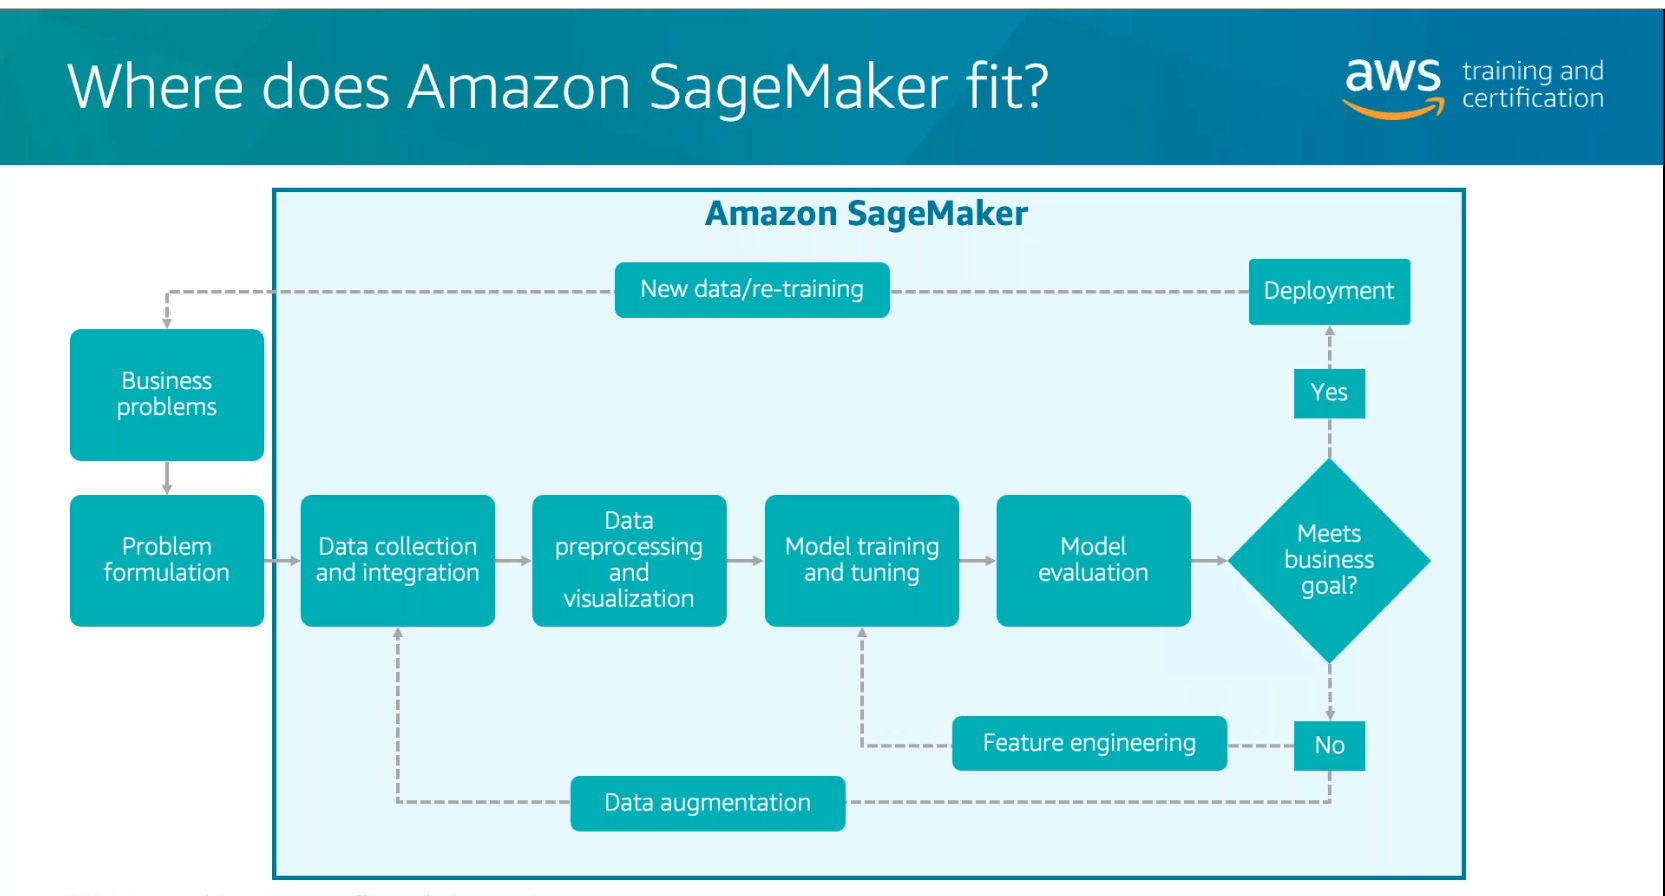 Where does Amazon SageMaker fit?
aws
training and
certification
Amazon SageMaker
New data/re-training
Deployment
Business
problems
Yes
Problem
formulation
Data collection
and integration
Data
preprocessing
and
visualization
Model training
and tuning
Model
evaluation
Meets
business
goal?
Feature engineering
No
Data augmentation